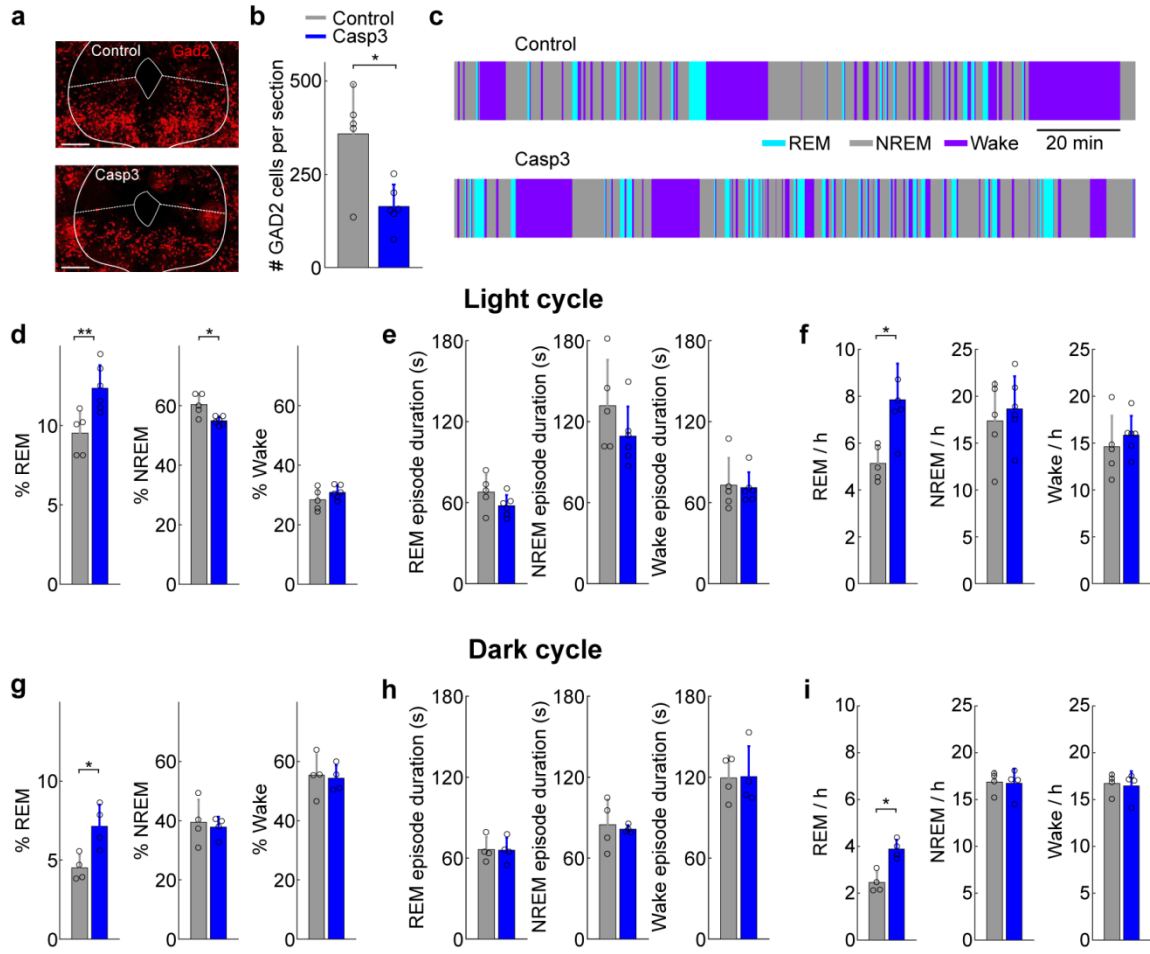 a
Control
Gad2
Casp3
b
Control
Casp3
*
500
250
0
# GAD2 cells per section
c
Control
REM NREM Wake
20 min
Casp3
Light cycle
d
**
10
5
0
% REM
*
60
40
20
0
% NREM
60
40
20
0
% Wake
e
180
120
60
0
REM episode duration (s)
180
120
60
0
NREM episode duration (s)
180
120
60
0
Wake episode duration (s)
f
*
10
8
6
4
2
0
REM / h
25
20
15
10
5
0
NREM / h
25
20
15
10
5
0
Wake / h
Dark cycle
g
*
10
5
0
% REM
60
40
20
0
% NREM
60
40
20
0
% Wake
h
180
120
60
0
REM episode duration (s)
180
120
60
0
NREM episode duration (s)
180
120
60
0
Wake episode duration (s)
i
*
10
8
6
4
2
0
REM / h
25
20
15
10
5
0
NREM / h
25
20
15
10
5
0
Wake / h